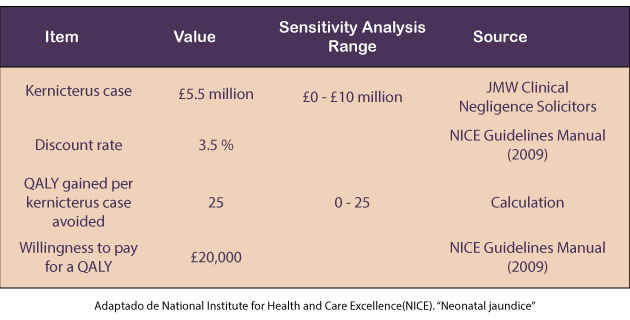 Item Value Sensitivity Analysis Range Source
Kernicterus case £5.5 million £0 - £10 million JMW Clinical Negligence Solicitors
Discount rate 3.5 % NICE Guidelines Manual (2009)
QALY gained per kernicterus case avoided 25 0 - 25 Calculation
Willingness to pay for a QALY £20,000 NICE Guidelines Manual (2009)
Adaptado de National Institute for Health and Care Excellence(NICE). “Neonatal jaundice”